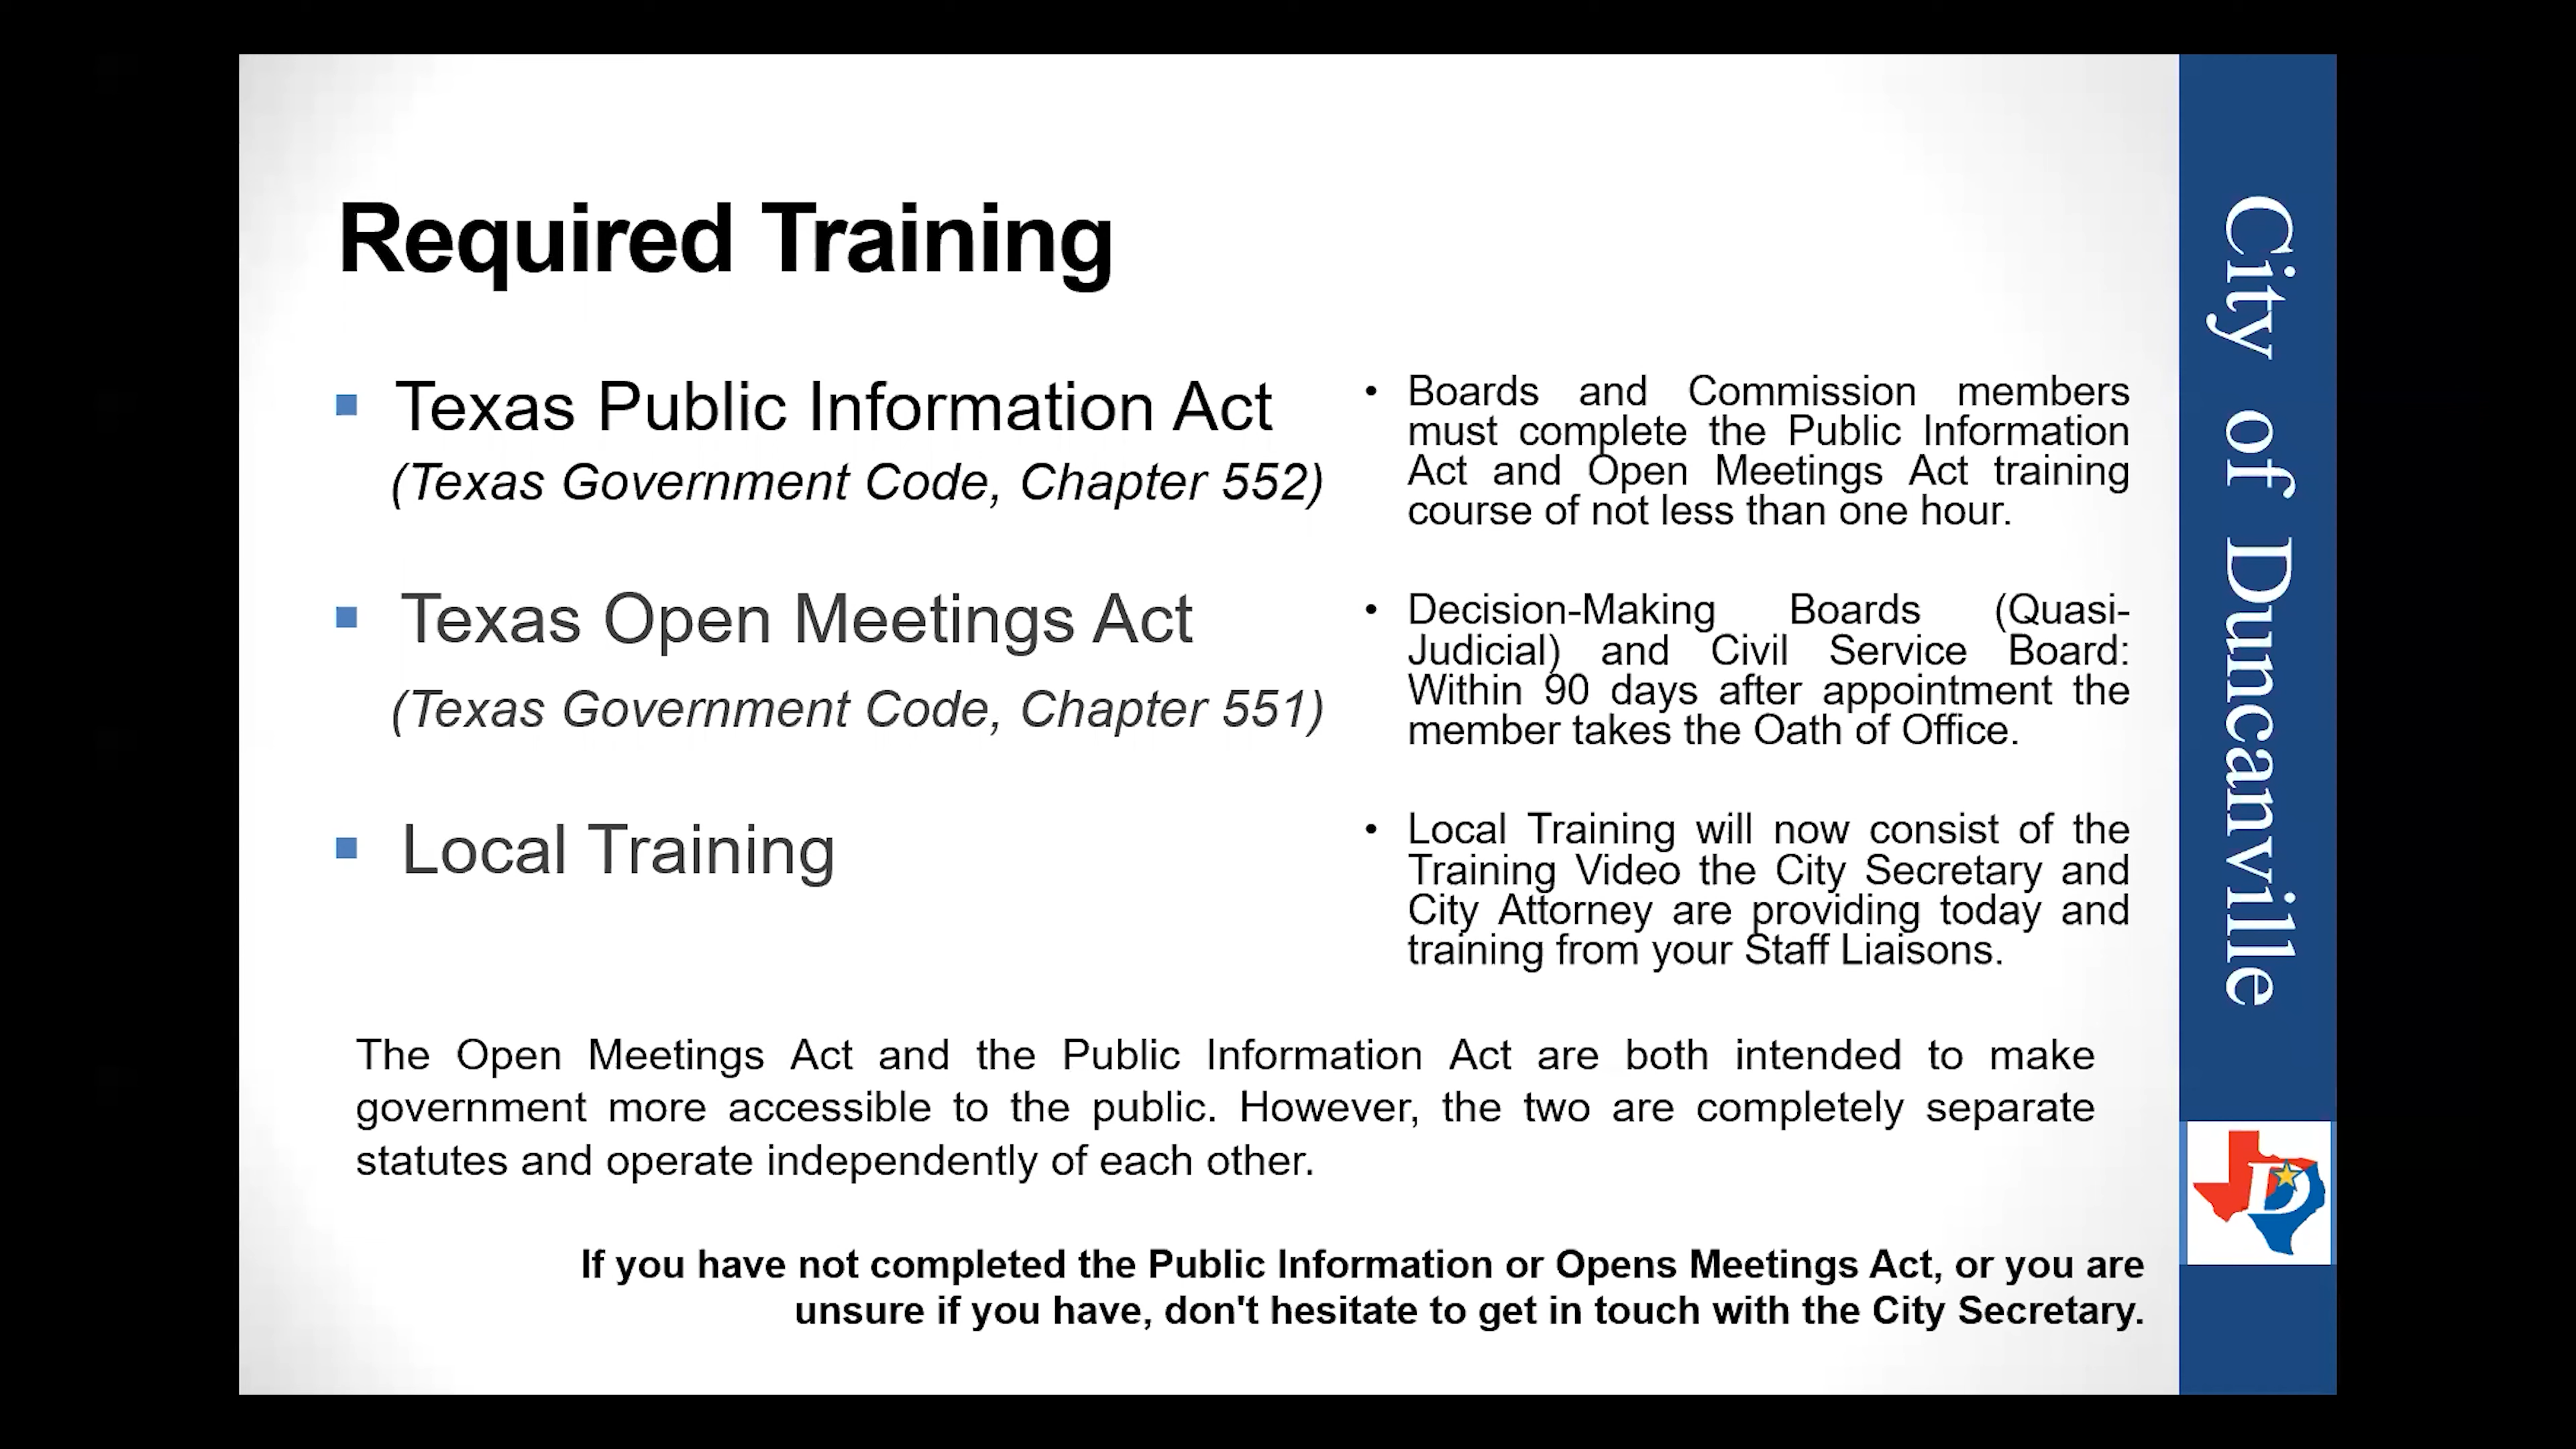 Required Training
Texas Public Information Act
(Texas Government Code, Chapter 552)
Texas Open Meetings Act
(Texas Government Code, Chapter 551)
Local Training
• Boards and Commission members
must complete the Public Information
Act and Open Meetings Act training
course of not less than one hour.
• Decision-Making Boards (Quasi-
Judicial) and Civil Service Board:
Within 90 days after appointment the
member takes the Oath of Office.
• Local Training will now consist of the
Training Video the City Secretary and
City Attorney are providing today and
training from your Staff Liaisons.
The Open Meetings Act and the Public Information Act are both intended to make
government more accessible to the public. However, the two are completely separate
statutes and operate independently of each other.
If you have not completed the Public Information or Opens Meetings Act, or you are
unsure if you have, don't hesitate to get in touch with the City Secretary.
City of Duncanville
D